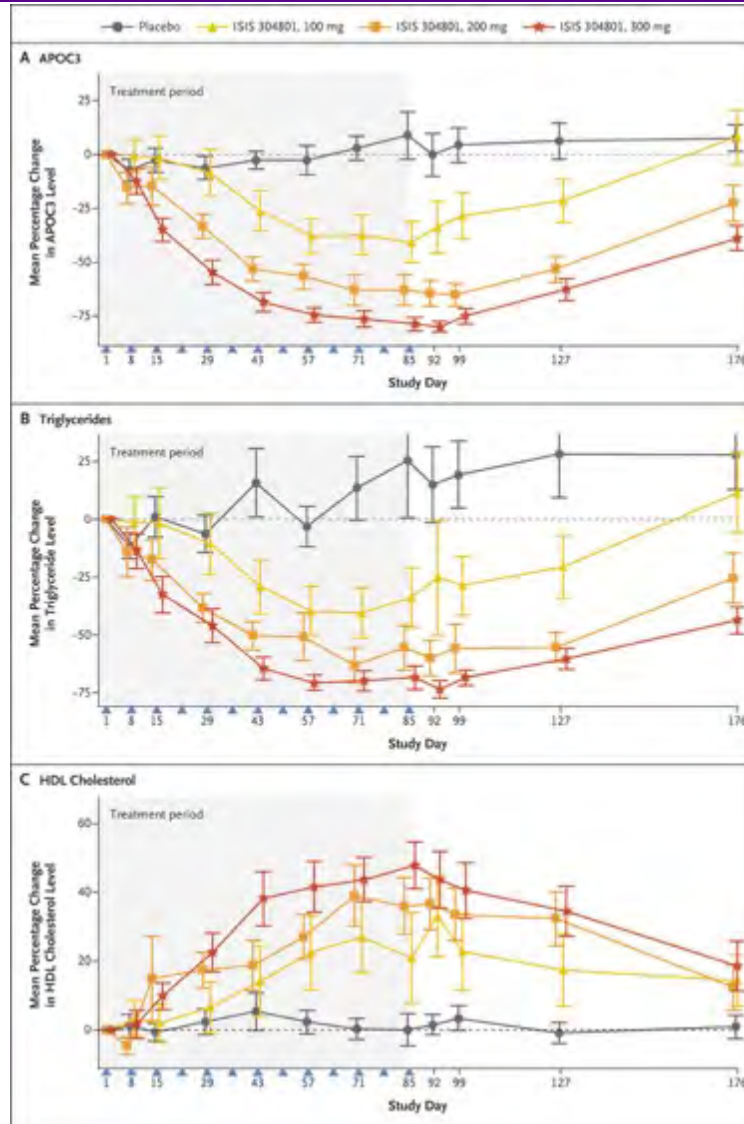 Placebo ISIS 304801, 100 mg ISIS 304801, 200 mg ISIS 304801, 300 mg
A APOC3
Treatment period
Mean Percentage Change
in APOC3 Level
25
0
-25
-50
-75
1 8 15 29 43 57 71 85 92 99 127 176
Study Day
B Triglycerides
Treatment period
Mean Percentage Change
in Triglyceride Level
25
0
-25
-50
-75
1 8 15 29 43 57 71 85 92 99 127 176
Study Day
C HDL Cholesterol
Treatment period
Mean Percentage Change
in HDL Cholesterol Level
60
40
20
0
1 8 15 29 43 57 71 85 92 99 127 176
Study Day